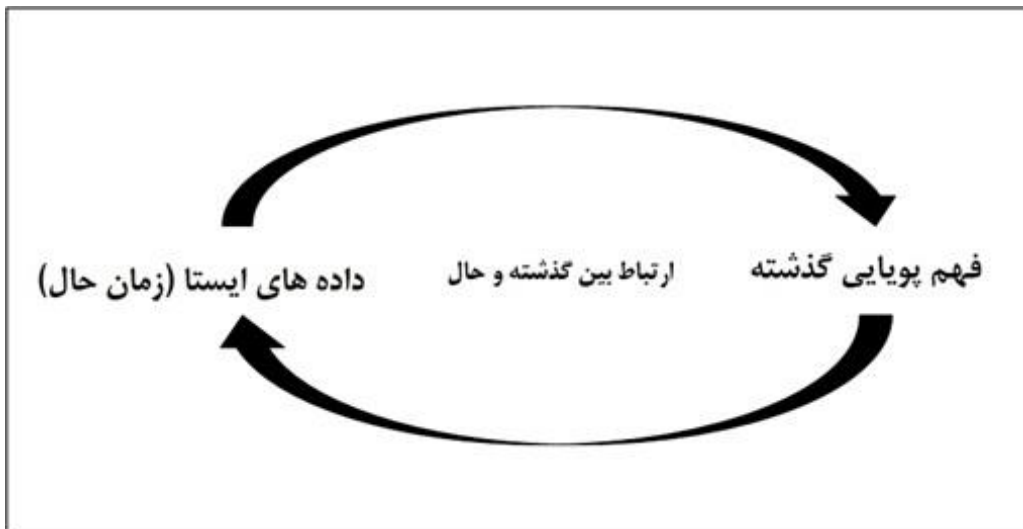 فهم پویایی گذشته
ارتباط بین گذشته و حال
داده های ایستا (زمان حال)